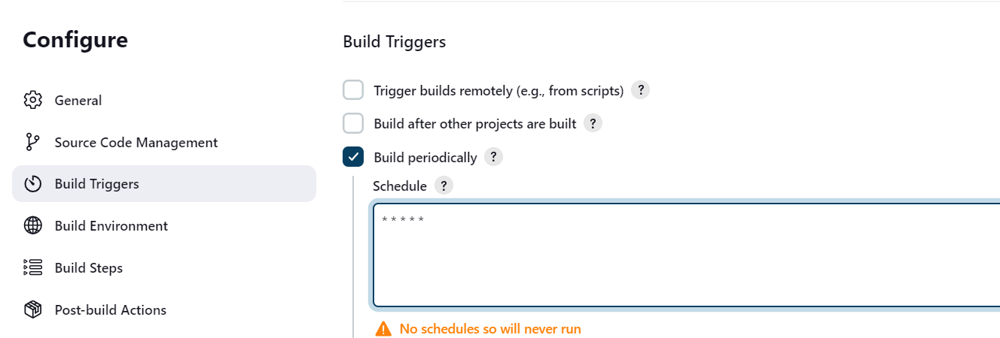 Configure
General
Source Code Management
Build Triggers
Build Environment
Build Steps
Post-build Actions
Build Triggers
Trigger builds remotely (e.g., from scripts) ?
Build after other projects are built ?
Build periodically ?
Schedule ?
* * * * *
No schedules so will never run